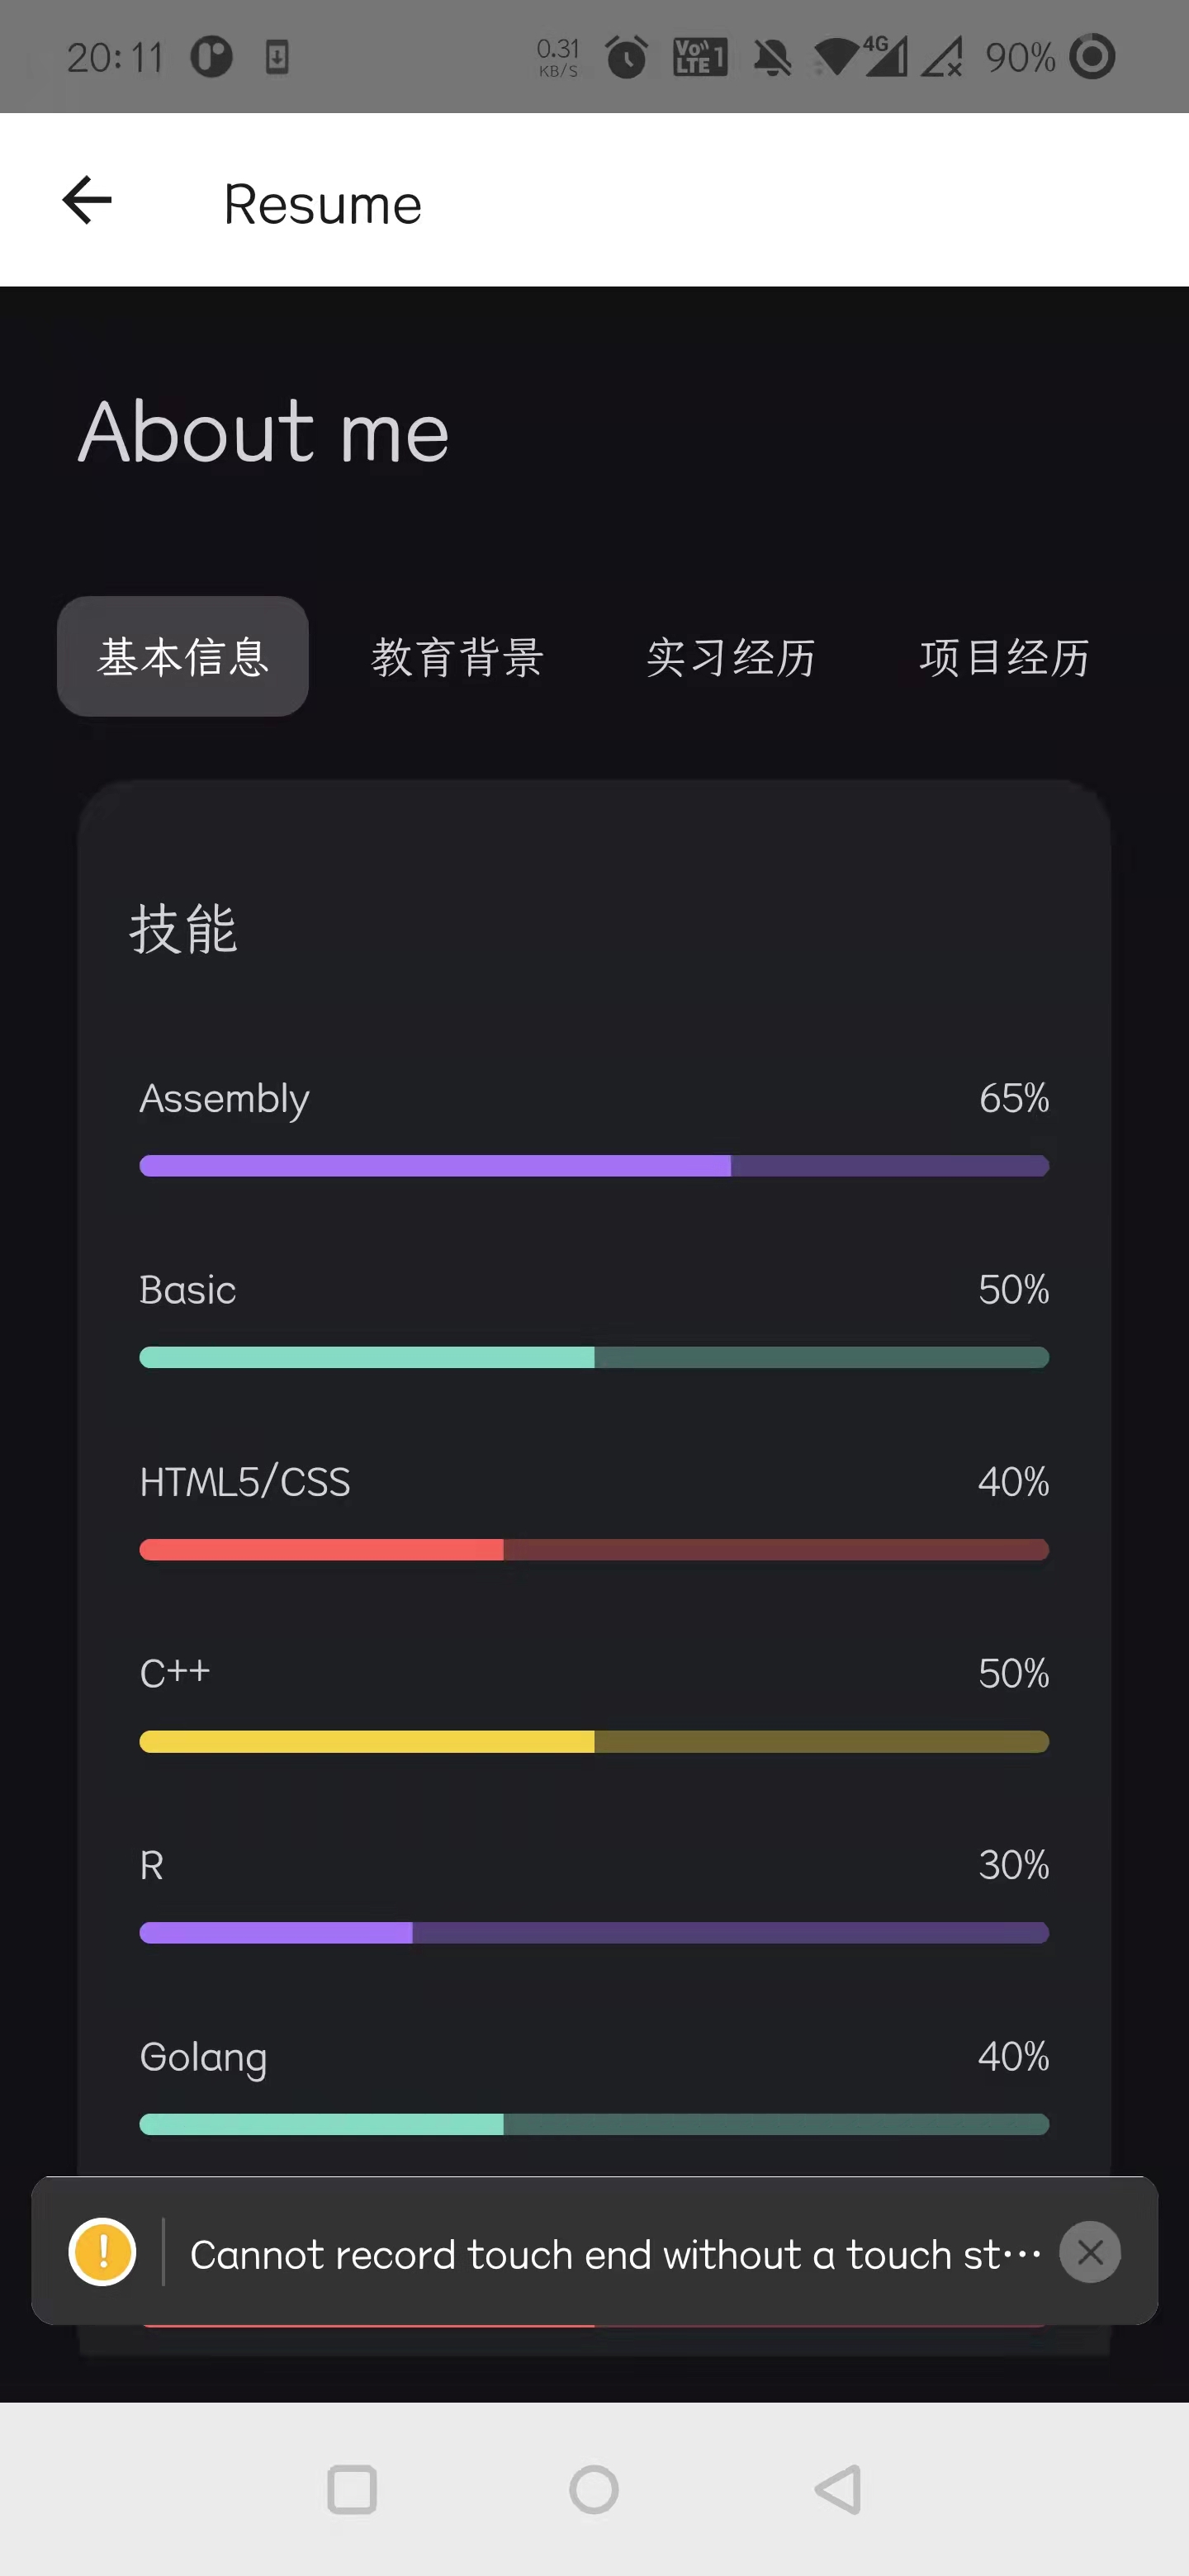 20:11 0.31 KB/S VoLTE 1 4G 90%
Resume
About me
基本信息 教育背景 实习经历 项目经历
技能
Assembly 65%
Basic 50%
HTML5/CSS 40%
C++ 50%
R 30%
Golang 40%
Cannot record touch end without a touch st…